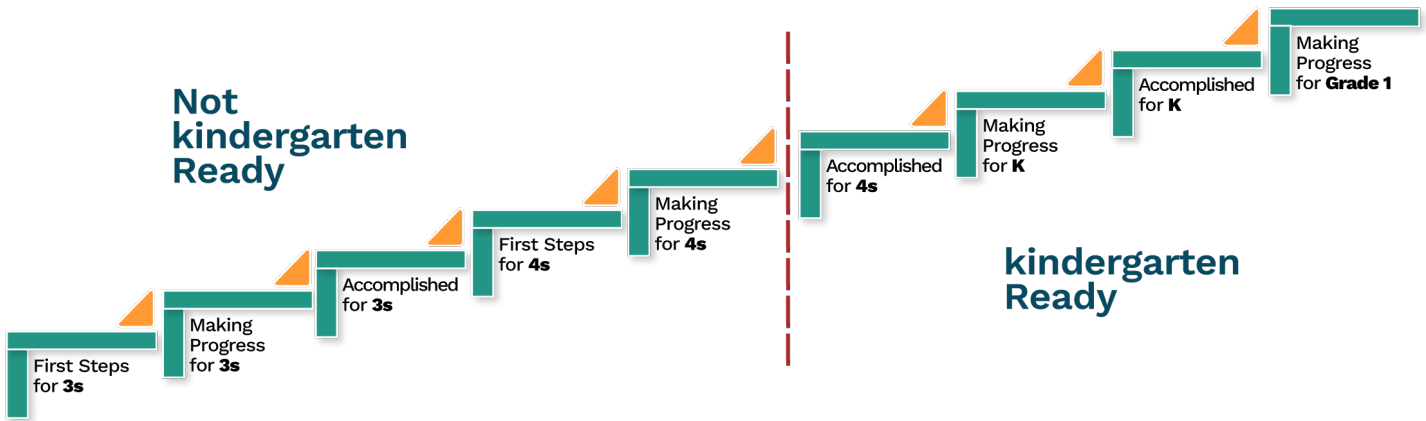 Not
kindergarten
Ready
First Steps
for 3s
Making
Progress
for 3s
Accomplished
for 3s
First Steps
for 4s
Making
Progress
for 4s
Accomplished
for 4s
Making
Progress
for K
Accomplished
for K
Making
Progress
for Grade 1
kindergarten
Ready